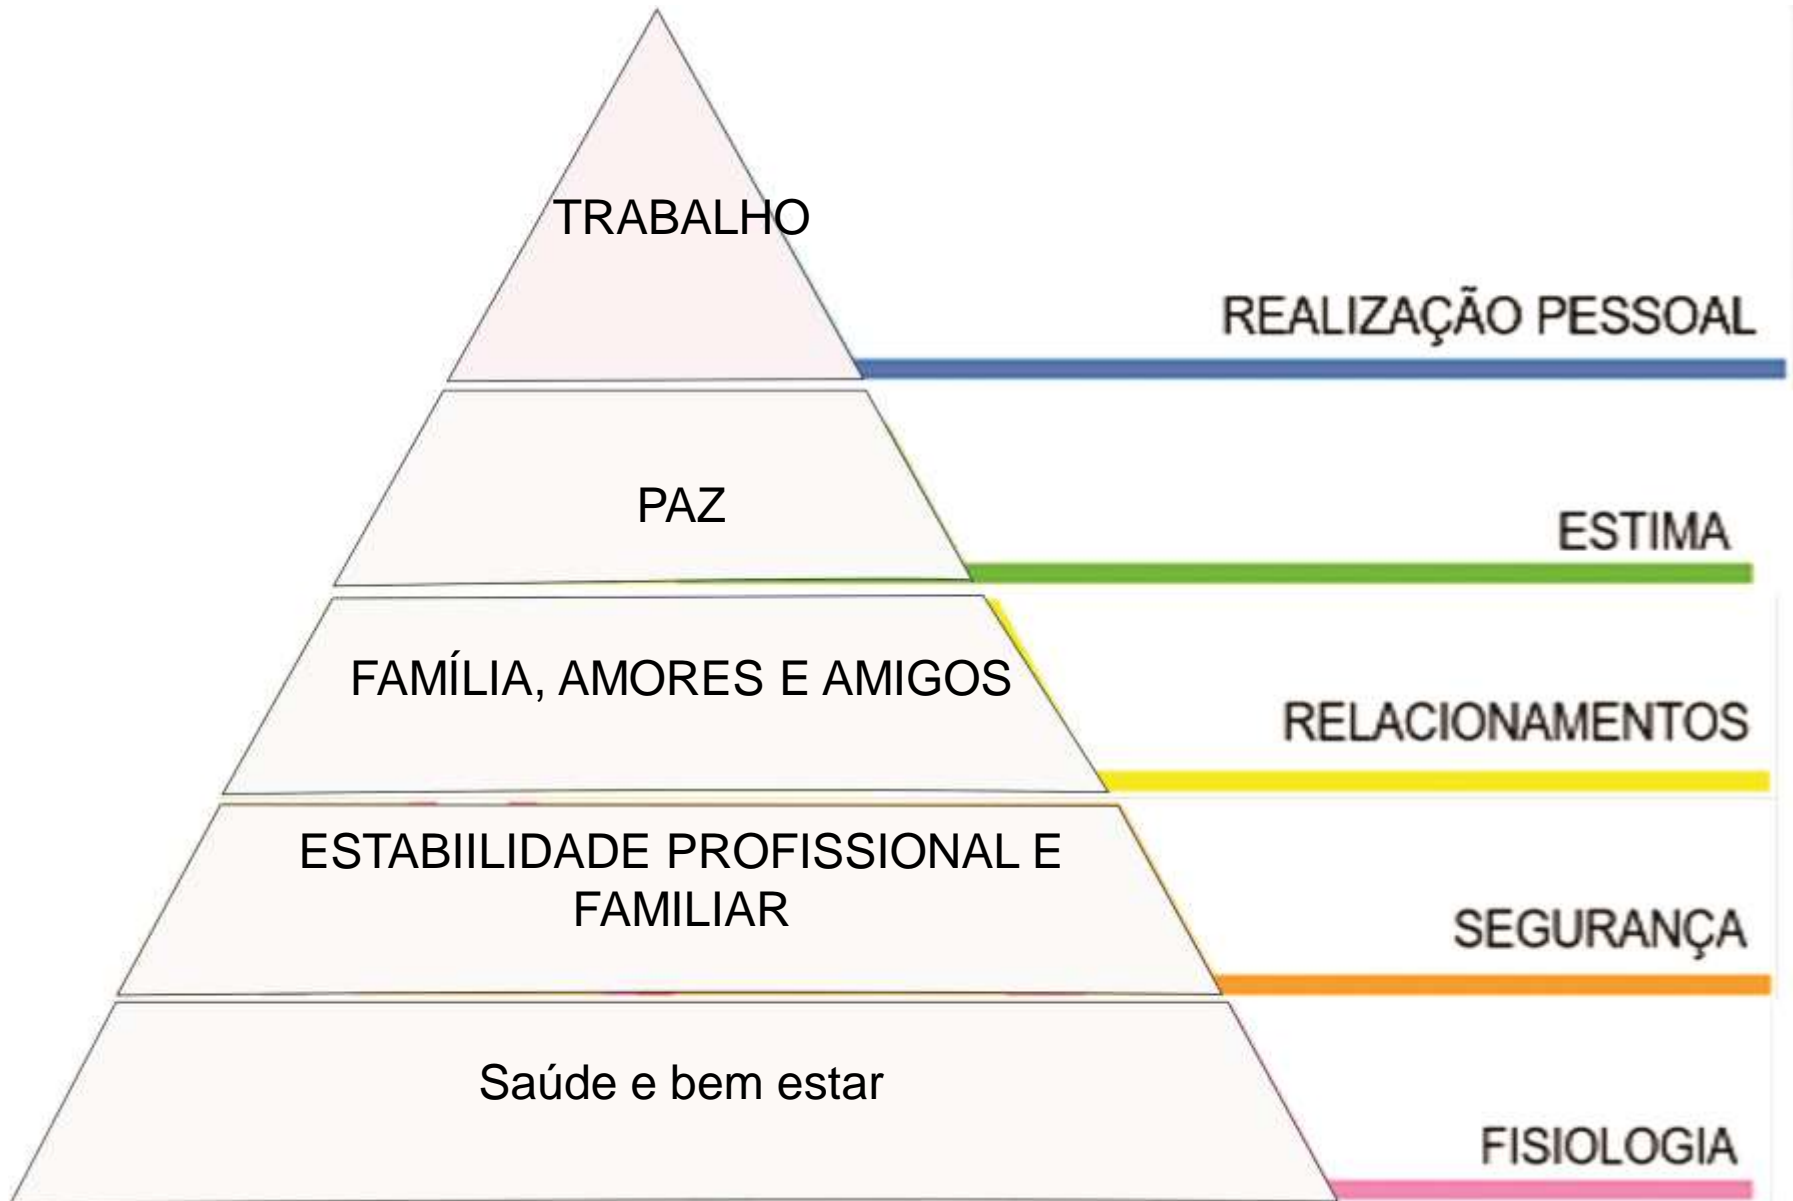 TRABALHO
REALIZAÇÃO PESSOAL
PAZ
ESTIMA
FAMÍLIA, AMORES E AMIGOS
RELACIONAMENTOS
ESTABIILIDADE PROFISSIONAL E
FAMILIAR
SEGURANÇA
Saúde e bem estar
FISIOLOGIA